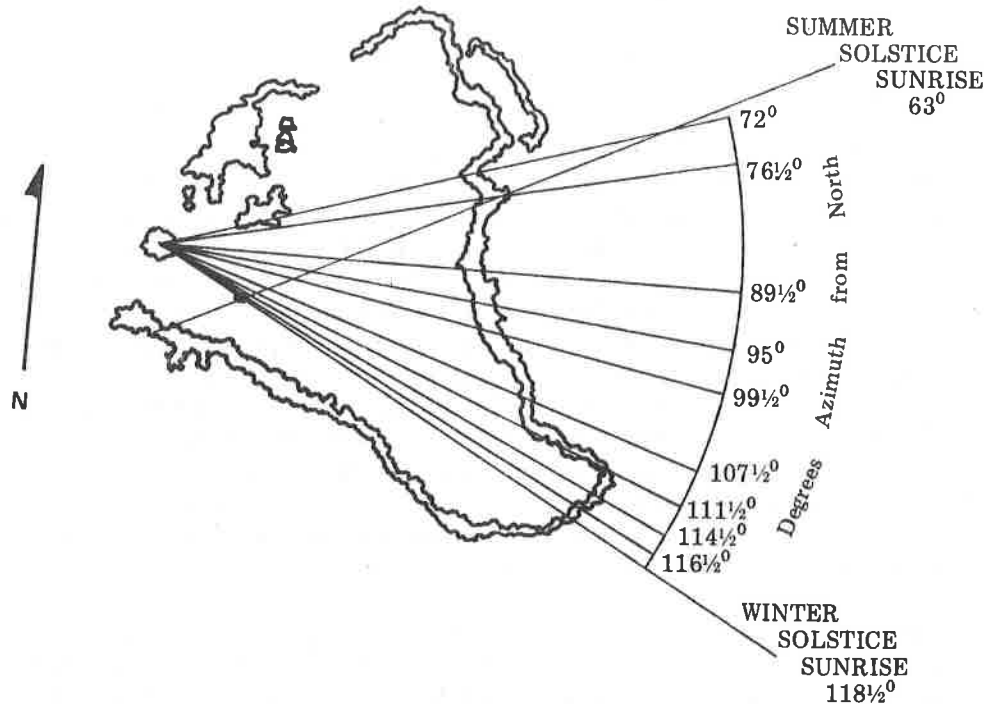 SUMMER
SOLSTICE
SUNRISE
63⁰
72⁰
76½⁰
89½⁰
95⁰
99½⁰
107½⁰
111½⁰
114½⁰
116½⁰
Degrees Azimuth from North
N
WINTER
SOLSTICE
SUNRISE
118½⁰